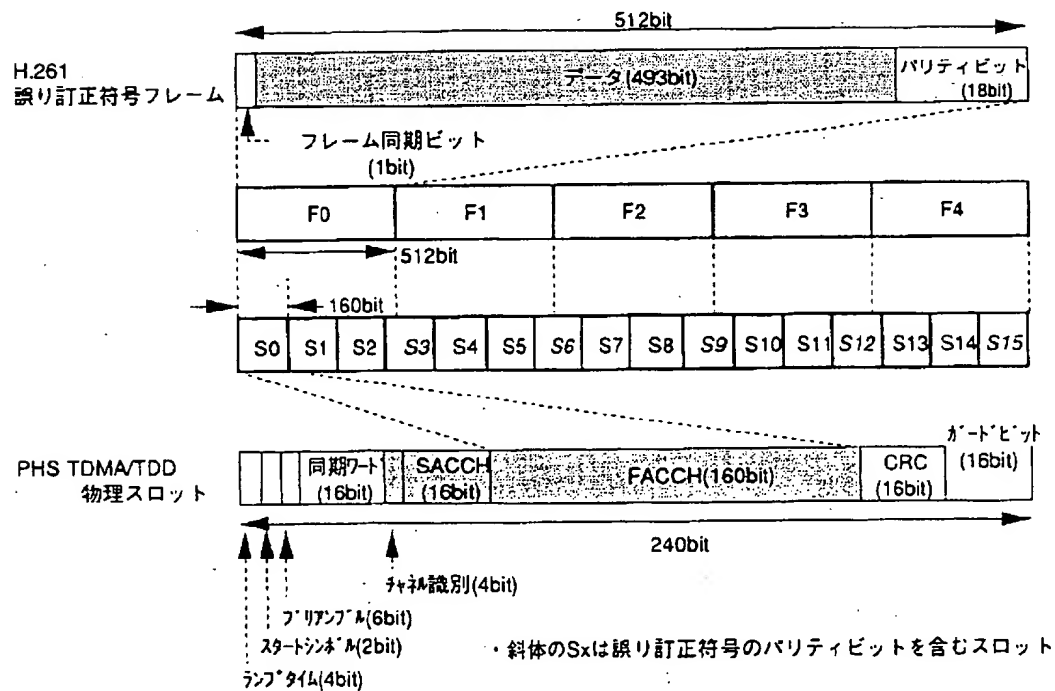 512bit
H.261
誤り訂正符号フレーム
データ(493bit)
パリティビット
(18bit)
フレーム同期ビット
(1bit)
F0 F1 F2 F3 F4
512bit
160bit
S0 S1 S2 S3 S4 S5 S6 S7 S8 S9 S10 S11 S12 S13 S14 S15
ガードビット
(16bit)
PHS TDMA/TDD
物理スロット
同期ワード
(16bit)
SACCH
(16bit)
FACCH(160bit)
CRC
(16bit)
240bit
チャネル識別(4bit)
プリアンブル(6bit)
スタートシンボル(2bit)
ランプタイム(4bit)
・斜体のSxは誤り訂正符号のパリティビットを含むスロット